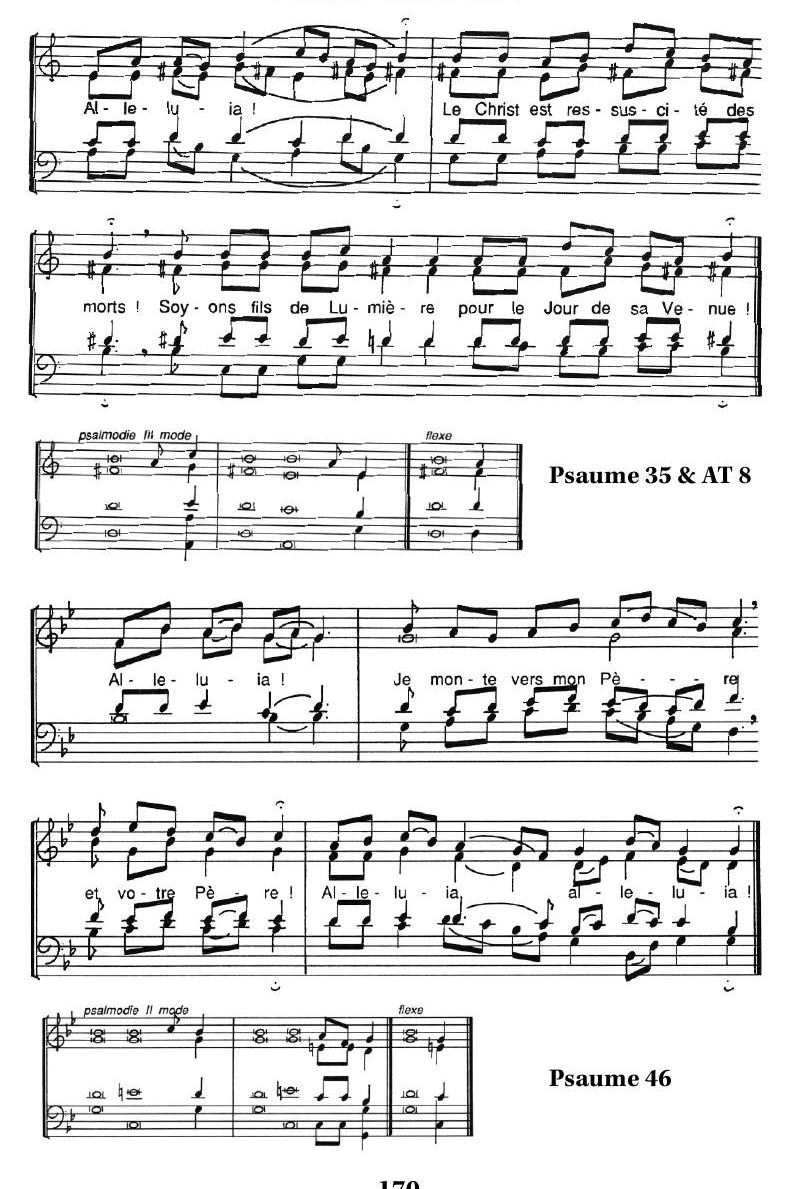 Al - le - lu - ia ! Le Christ est res - sus - ci - té des
morts ! Soy - ons fils de Lu - miè - re pour le Jour de sa Ve - nue !
psalmodie III mode flexe
Psaume 35 & AT 8
Al - le - lu - ia ! Je mon - te vers mon Pè - - - re
et vo - tre Pè - - re ! Al - le - lu - ia, al - le - lu - ia !
psalmodie II mode flexe
Psaume 46
170